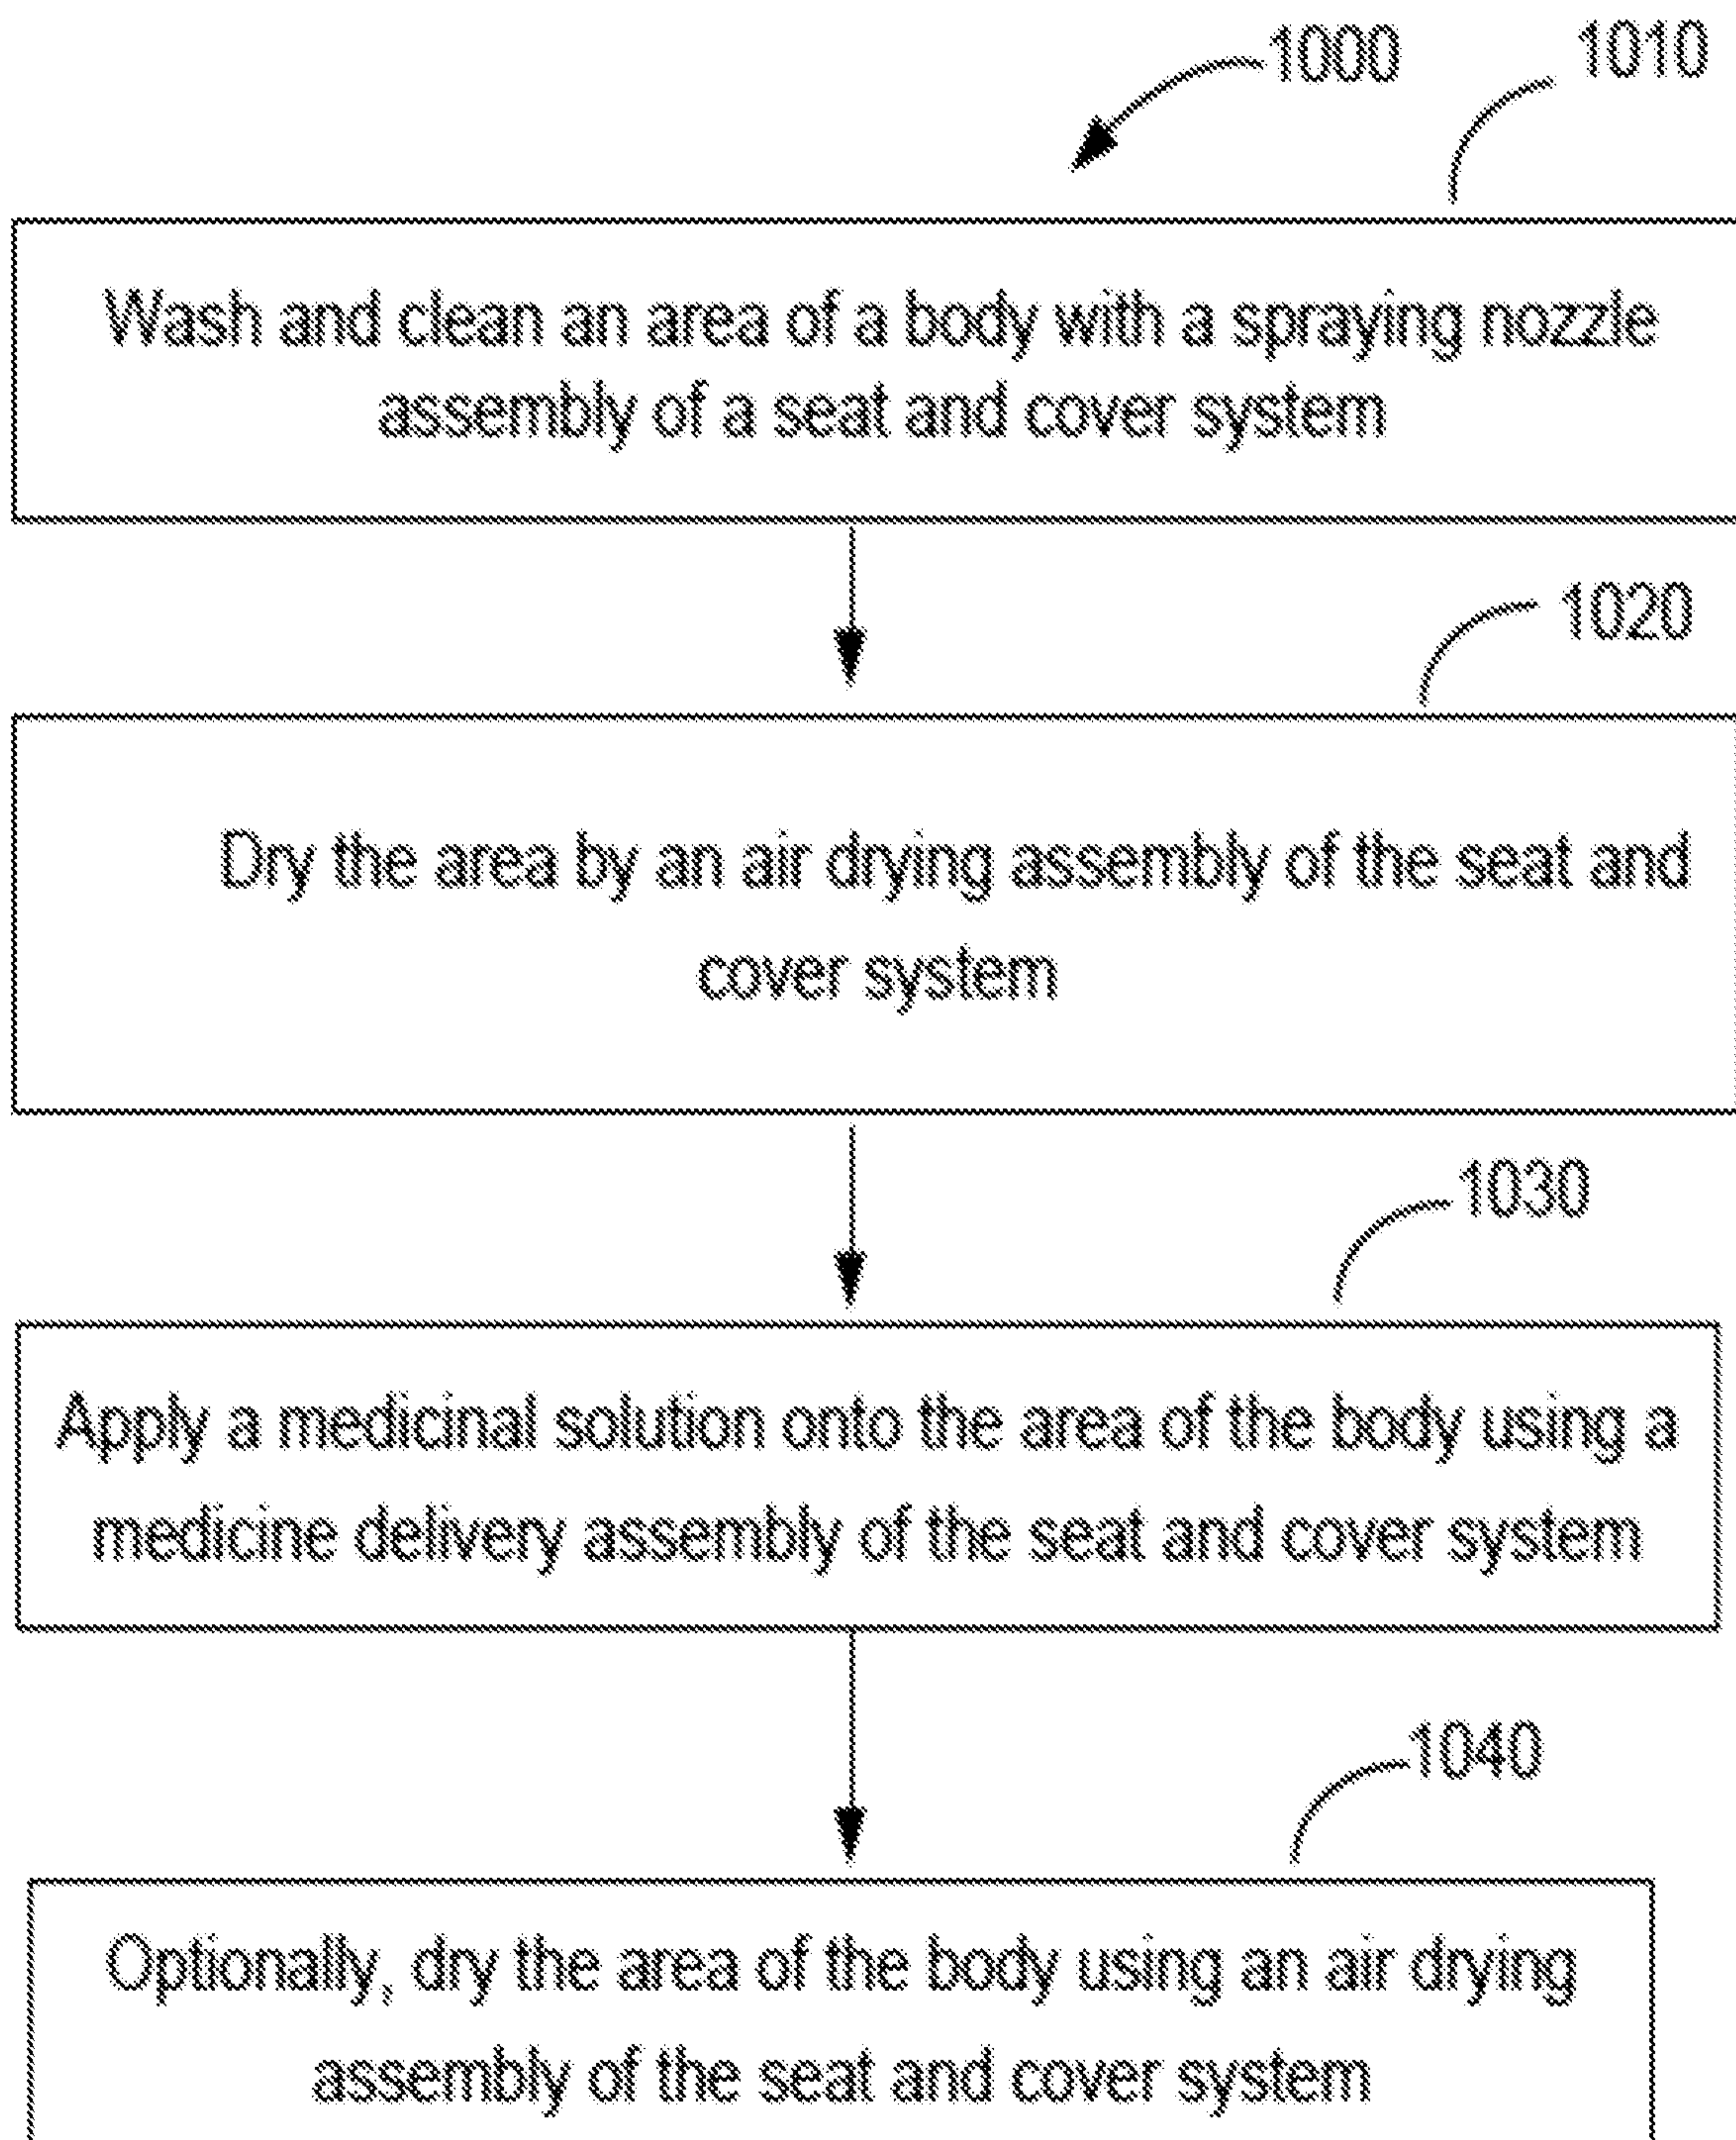 1000
1010
Wash and clean an area of a body with a spraying nozzle
assembly of a seat and cover system
1020
Dry the area by an air drying assembly of the seat and
cover system
1030
Apply a medicinal solution onto the area of the body using a
medicine delivery assembly of the seat and cover system
1040
Optionally, dry the area of the body using an air drying
assembly of the seat and cover system